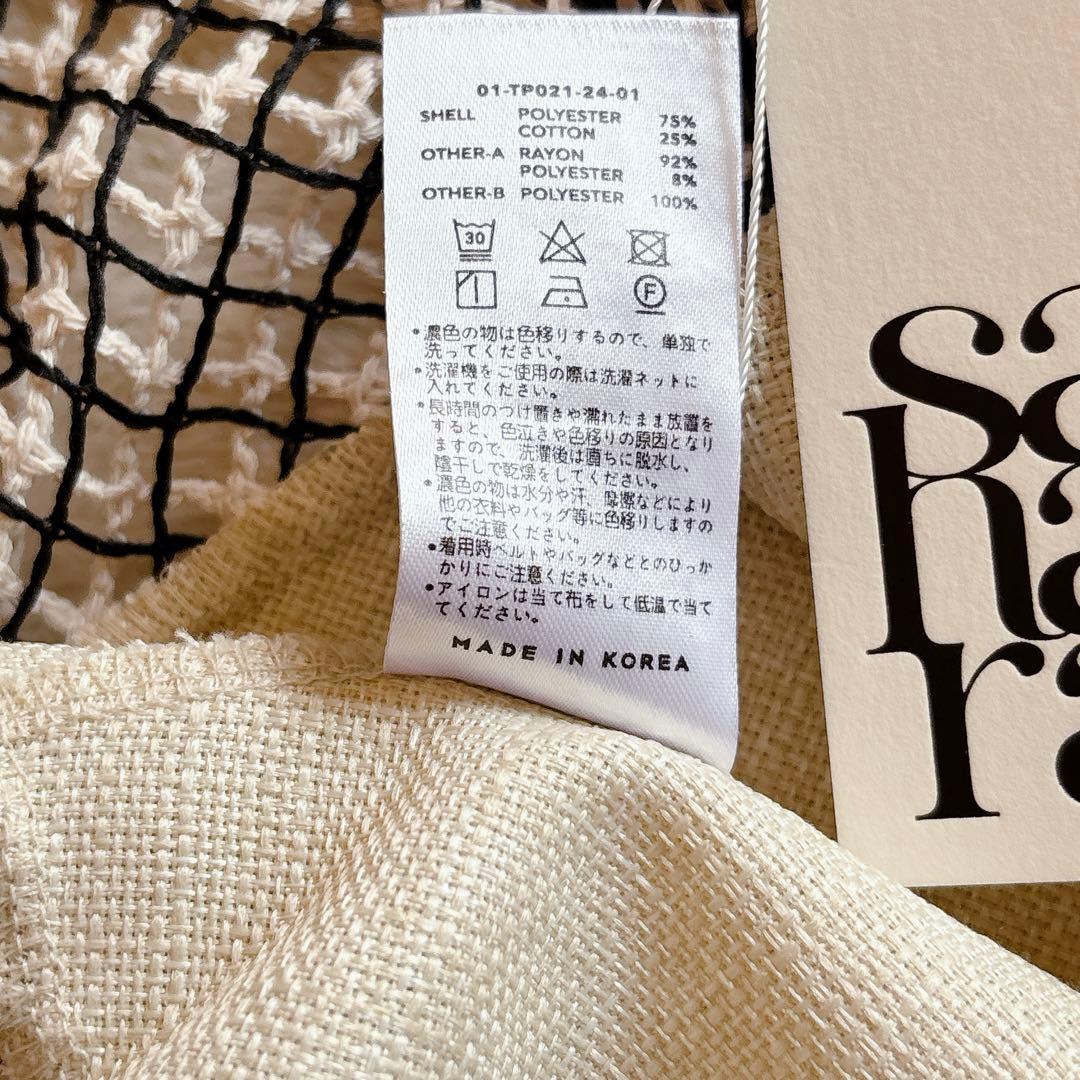 01-TP021-24-01
SHELL POLYESTER 75%
COTTON 25%
OTHER-A RAYON 92%
POLYESTER 8%
OTHER-B POLYESTER 100%
30
F
•濃色の物は色移りするので、単独で
洗ってください。
•洗濯機をご使用の際は洗濯ネットに
入れてください。
•長時間のつけ置きや濡れたまま放置を
すると、色泣きや色移りの原因となり
ますので、洗濯後は直ちに脱水し、
陰干しで乾燥をしてください。
•濃色の物は水分や汗、摩擦などにより
他の衣料やバッグ等に色移りしますの
でご注意ください。
•着用時ベルトやバッグなどとのひっか
かりにご注意ください。
•アイロンは当て布をして低温で当て
てください。
MADE IN KOREA
sa
ha
ra